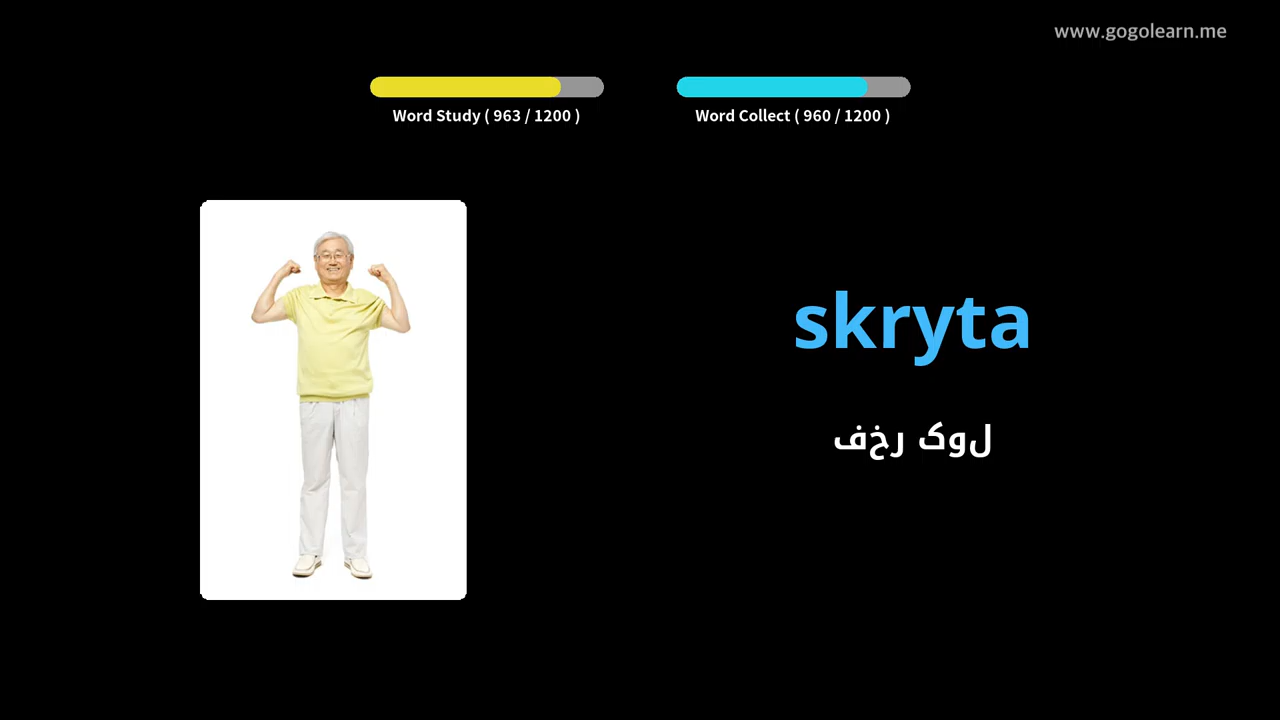 www.gogolearn.me
Word Study ( 963 / 1200 )
Word Collect ( 960 / 1200 )
skryta
لوک رخف